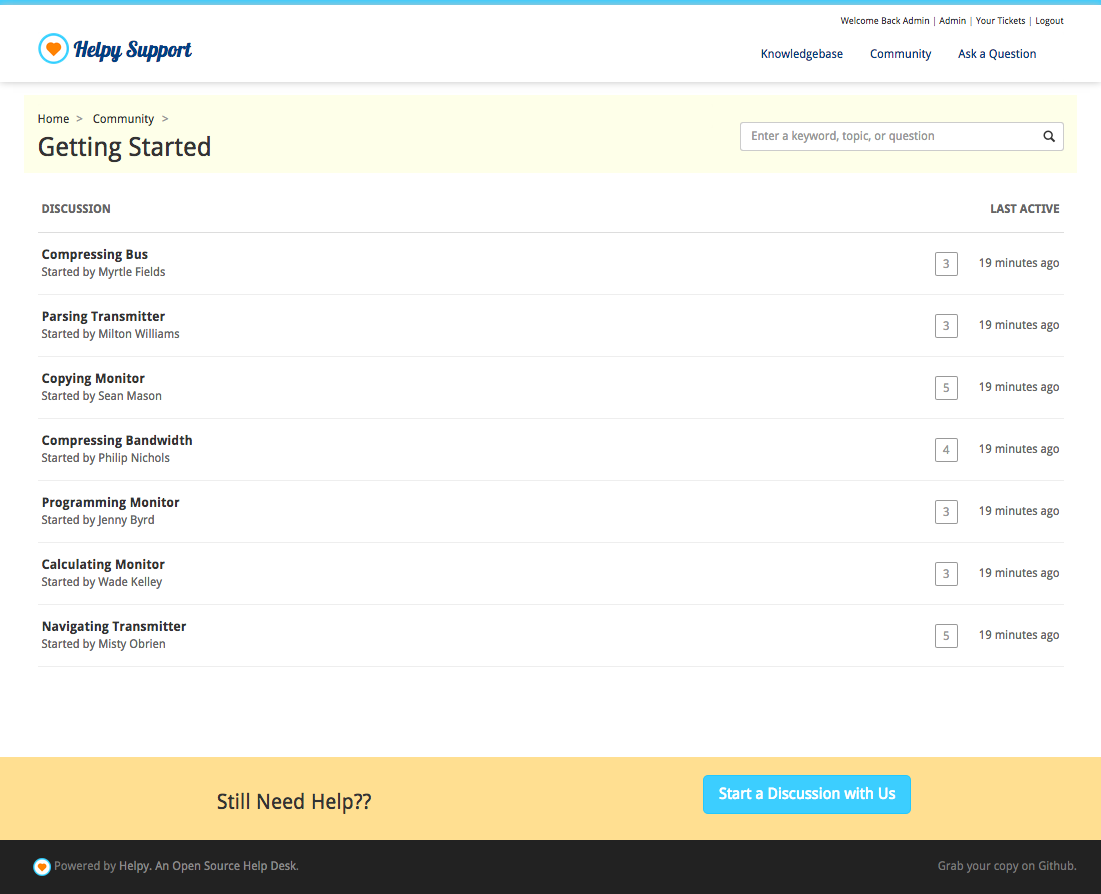 Welcome Back Admin | Admin | Your Tickets | Logout
Helpy Support
Knowledgebase Community Ask a Question
Home > Community >
Getting Started
Enter a keyword, topic, or question
DISCUSSION LAST ACTIVE
Compressing Bus
Started by Myrtle Fields
3 19 minutes ago
Parsing Transmitter
Started by Milton Williams
3 19 minutes ago
Copying Monitor
Started by Sean Mason
5 19 minutes ago
Compressing Bandwidth
Started by Philip Nichols
4 19 minutes ago
Programming Monitor
Started by Jenny Byrd
3 19 minutes ago
Calculating Monitor
Started by Wade Kelley
3 19 minutes ago
Navigating Transmitter
Started by Misty Obrien
5 19 minutes ago
Still Need Help??
Start a Discussion with Us
Powered by Helpy. An Open Source Help Desk.
Grab your copy on Github.